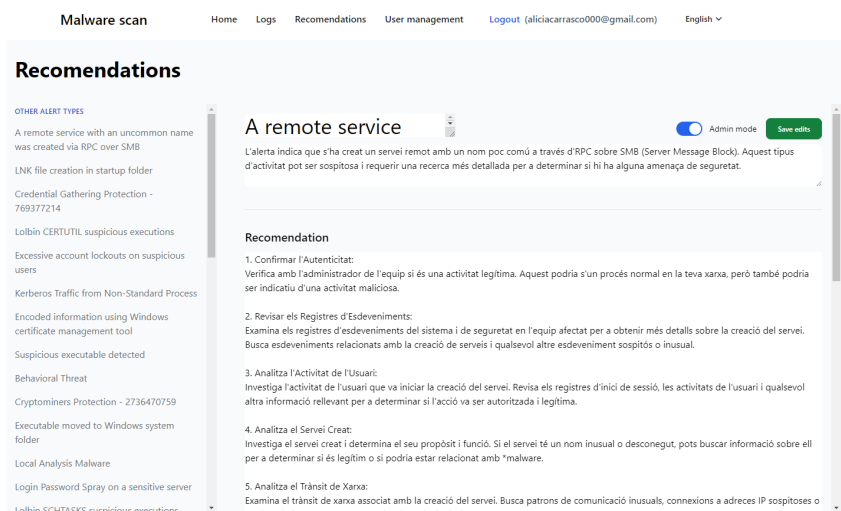 Malware scan
Home Logs Recomendations User management Logout (aliciacarrasco000@gmail.com) English
Recomendations
OTHER ALERT TYPES
A remote service with an uncommon name
was created via RPC over SMB
LNK file creation in startup folder
Credential Gathering Protection -
769377214
Lolbin CERTUTIL suspicious executions
Excessive account lockouts on suspicious
users
Kerberos Traffic from Non-Standard Process
Encoded information using Windows
certificate management tool
Suspicious executable detected
Behavioral Threat
Cryptominers Protection - 2736470759
Executable moved to Windows system
folder
Local Analysis Malware
Login Password Spray on a sensitive server
Lolbin SCHTASKS suspicious executions
A remote service
Admin mode
Save edits
L'alerta indica que s'ha creat un servei remot amb un nom poc comú a través d'RPC sobre SMB (Server Message Block). Aquest tipus
d'activitat pot ser sospitosa i requerir una recerca més detallada per a determinar si hi ha alguna amenaça de seguretat.
Recomendation
1. Confirmar l'Autenticitat:
Verifica amb l'administrador de l'equip si és una activitat legítima. Aquest podria s'un procés normal en la teva xarxa, però també podria
ser indicatiu d'una activitat maliciosa.
2. Revisar els Registres d'Esdeveniments:
Examina els registres d'esdeveniments del sistema i de seguretat en l'equip afectat per a obtenir més detalls sobre la creació del servei.
Busca esdeveniments relacionats amb la creació de serveis i qualsevol altre esdeveniment sospitós o inusual.
3. Analitza l'Activitat de l'Usuari:
Investiga l'activitat de l'usuari que va iniciar la creació del servei. Revisa els registres d'inici de sessió, les activitats de l'usuari i qualsevol
altra informació rellevant per a determinar si l'acció va ser autoritzada i legítima.
4. Analitza el Servei Creat:
Investiga el servei creat i determina el seu propòsit i funció. Si el servei té un nom inusual o desconegut, pots buscar informació sobre ell
per a determinar si és legítim o si podria estar relacionat amb *malware.
5. Analitza el Trànsit de Xarxa:
Examina el trànsit de xarxa associat amb la creació del servei. Busca patrons de comunicació inusuals, connexions a adreces IP sospitoses o